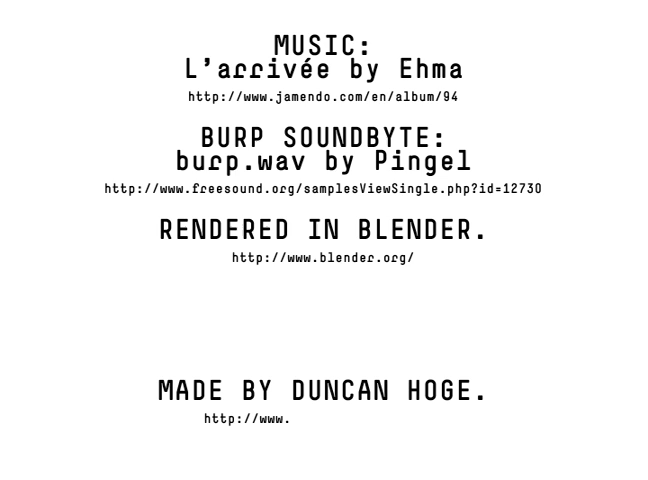 MUSIC:
L'arrivée by Ehma
http://www.jamendo.com/en/album/94
BURP SOUNDBYTE:
burp.wav by Pingel
http://www.freesound.org/samplesViewSingle.php?id=12730
RENDERED IN BLENDER.
http://www.blender.org/
MADE BY DUNCAN HOGE.
http://www.